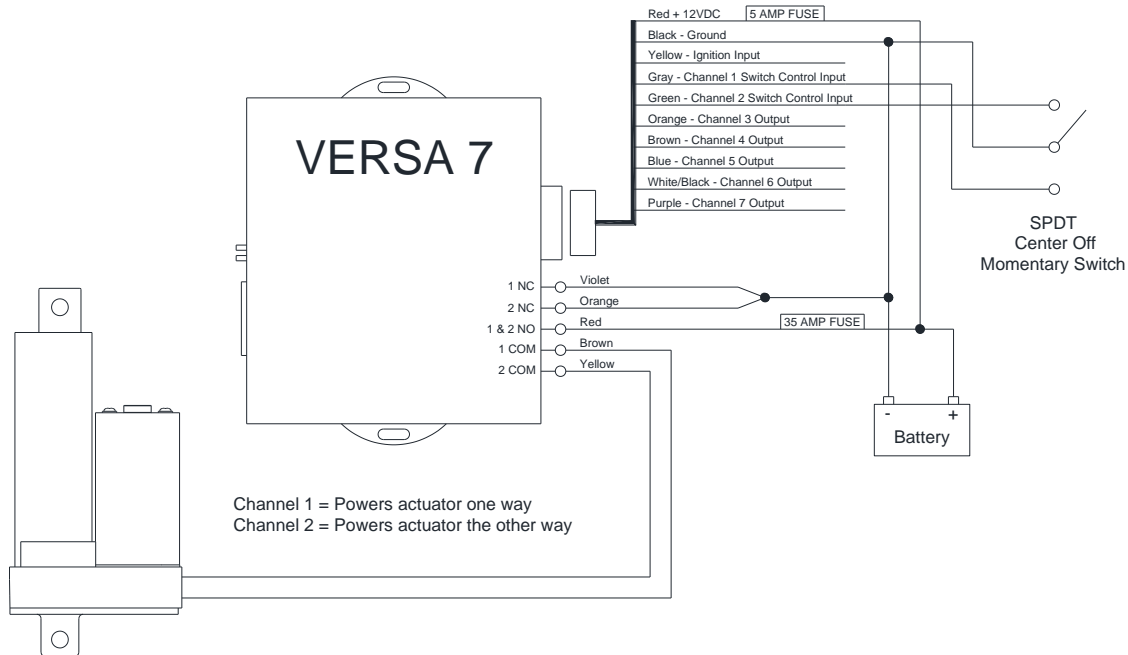 Red + 12VDC
5 AMP FUSE
Black - Ground
Yellow - Ignition Input
Gray - Channel 1 Switch Control Input
Green - Channel 2 Switch Control Input
Orange - Channel 3 Output
Brown - Channel 4 Output
Blue - Channel 5 Output
White/Black - Channel 6 Output
Purple - Channel 7 Output
VERSA 7
SPDT
Center Off
Momentary Switch
1 NC
Violet
2 NC
Orange
1 & 2 NO
Red
35 AMP FUSE
1 COM
Brown
2 COM
Yellow
- +
Battery
Channel 1 = Powers actuator one way
Channel 2 = Powers actuator the other way